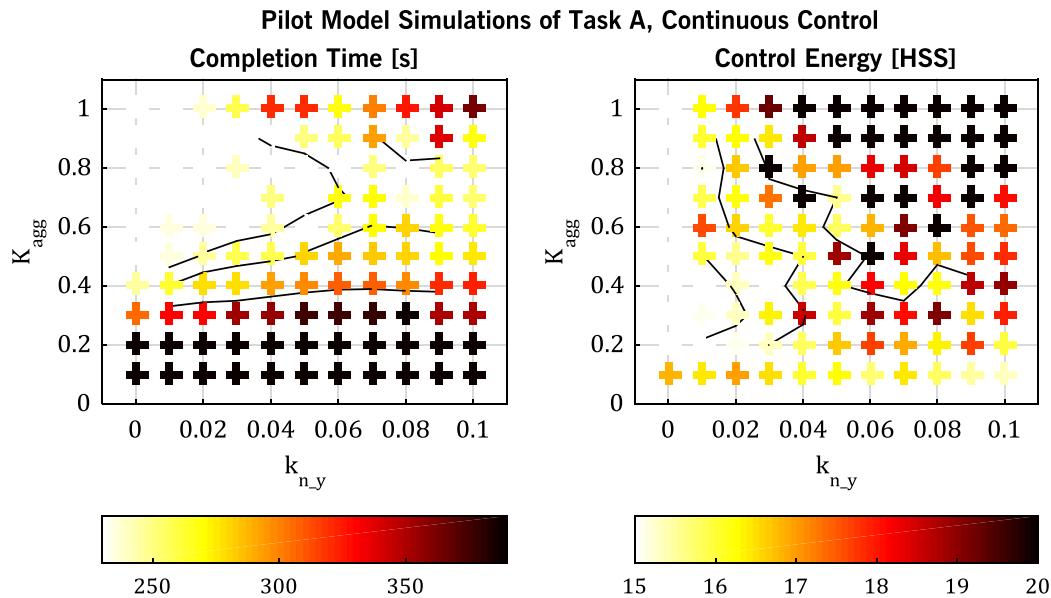 Pilot Model Simulations of Task A, Continuous Control
Completion Time [s]
Control Energy [HSS]
1
0.8
0.6
0.4
0.2
0
K_agg
0 0.02 0.04 0.06 0.08 0.1
k_n_y
1
0.8
0.6
0.4
0.2
0
K_agg
0 0.02 0.04 0.06 0.08 0.1
k_n_y
250 300 350
15 16 17 18 19 20